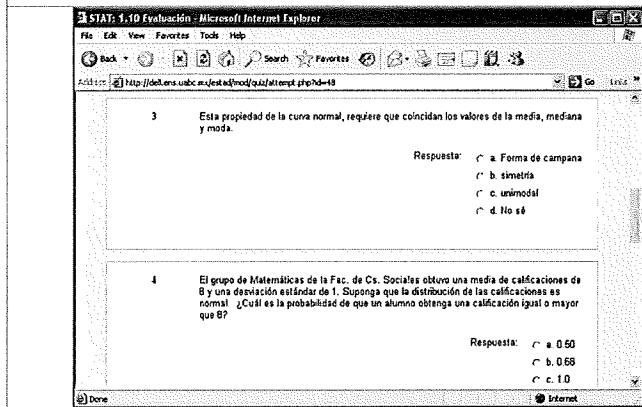 STAT: 1.10 Evaluación - Microsoft Internet Explorer
File Edit View Favorites Tools Help
Back Search Favorites
Address http://dell.ens.uabc.mx/estad/mod/quiz/attempt.php?id=48 Go Links »
3 Esta propiedad de la curva normal, requiere que coincidan los valores de la media, mediana
y moda.
Respuesta: a. Forma de campana
b. simetría
c. unimodal
d. No sé
4 El grupo de Matemáticas de la Fac. de Cs. Sociales obtuvo una media de calificaciones de
8 y una desviación estándar de 1. Suponga que la distribución de las calificaciones es
normal. ¿Cuál es la probabilidad de que un alumno obtenga una calificación igual o mayor
que 8?
Respuesta: a. 0.50
b. 0.68
c. 1.0
Done Internet